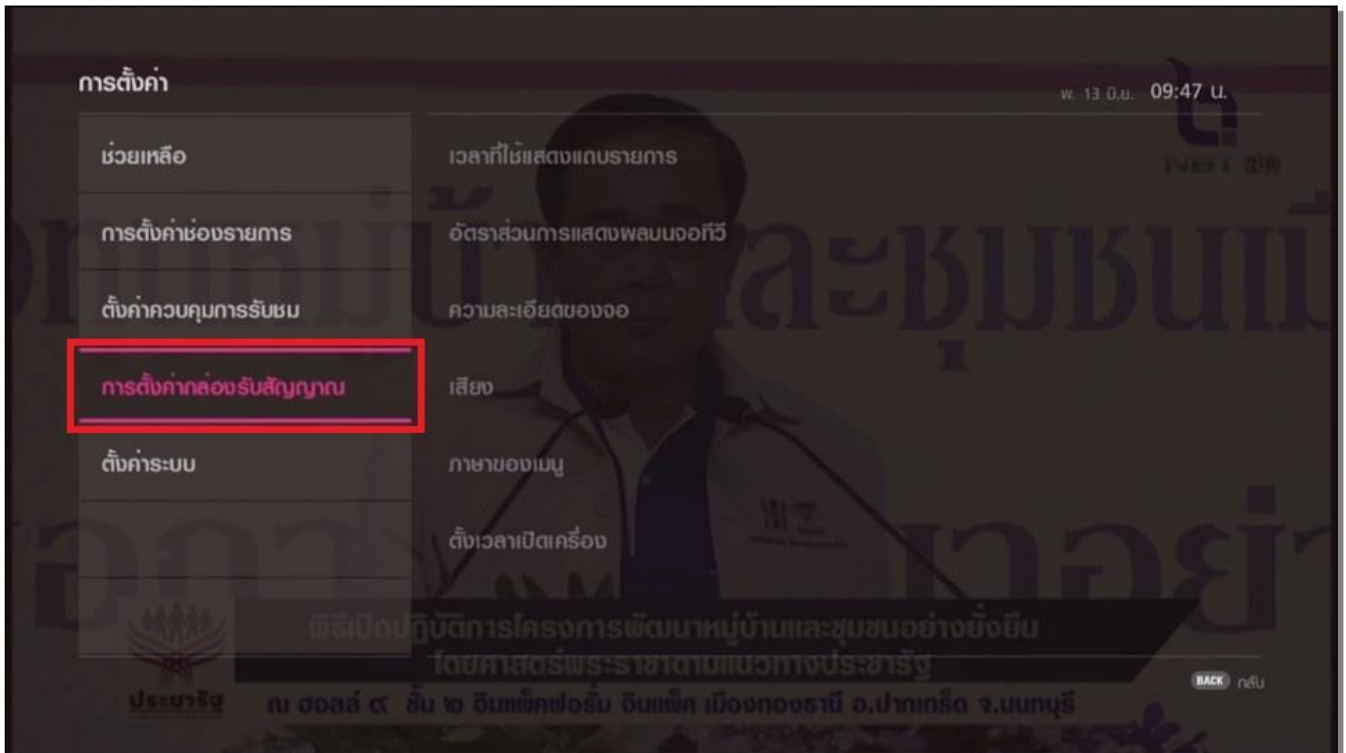 การตั้งค่า
พ. 13 มิ.ย. 09:47 น.
ช่วยเหลือ
เวลาที่ใช้แสดงแถบรายการ
การตั้งค่าช่องรายการ
อัตราส่วนการแสดงผลบนจอทีวี
ตั้งค่าควบคุมการรับชม
ความละเอียดของจอ
การตั้งค่ากล่องรับสัญญาณ
เสียง
ตั้งค่าระบบ
ภาษาของเมนู
ตั้งเวลาเปิดเครื่อง
พิธีเปิดปฏิบัติการโครงการพัฒนาหมู่บ้านและชุมชนอย่างยั่งยืน
โดยศาสตร์พระราชาตามแนวทางประชารัฐ
ประชารัฐ
ณ ฮอลล์ ๙ ชั้น ๒ อิมแพ็คฟอรั่ม อิมแพ็ค เมืองทองธานี อ.ปากเกร็ด จ.นนทบุรี
BACK กลับ